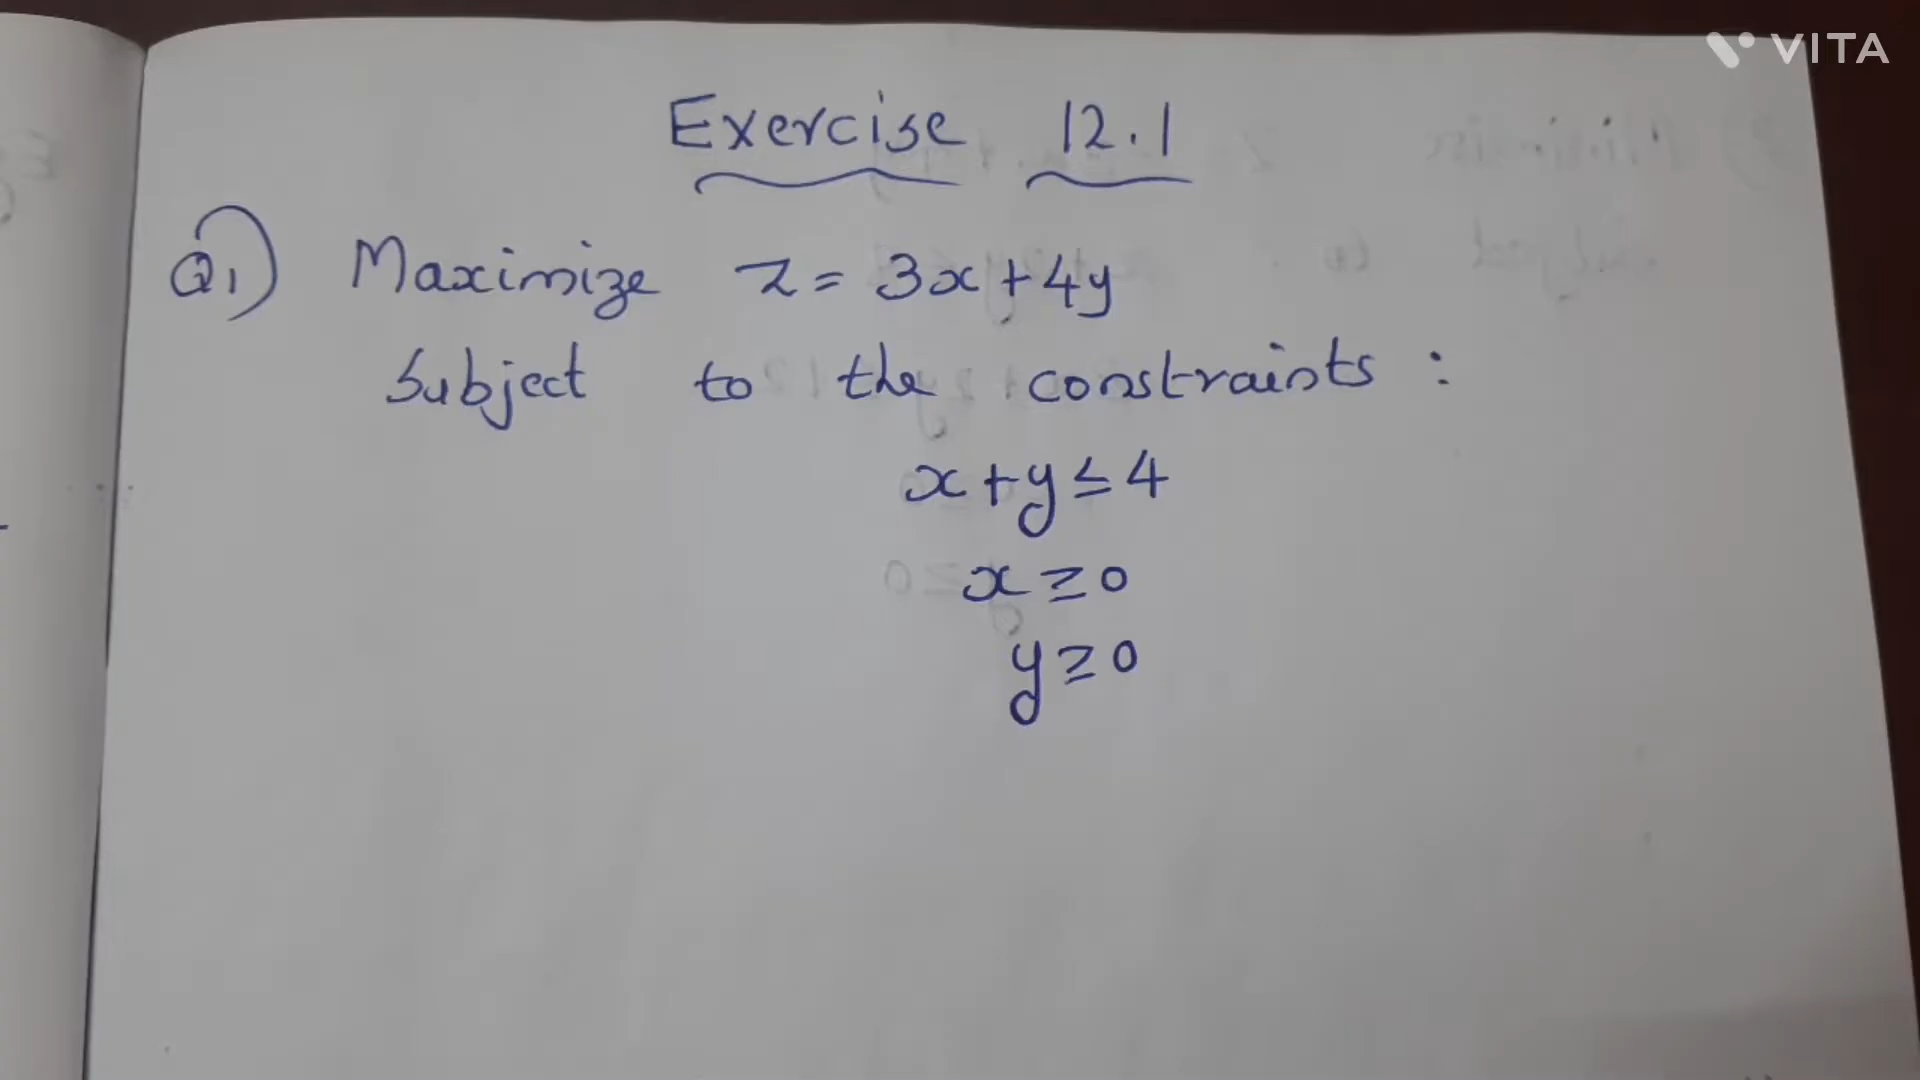 VITA
Exercise 12.1
Q1) Maximize z = 3x+4y
Subject to the constraints :
x+y≤4
x≥0
y≥0